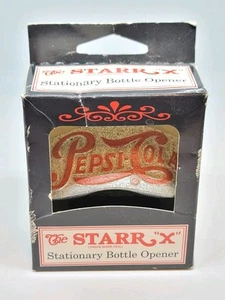 The STARR "X"
Stationary Bottle Opener
PEPSI-COLA
The STARR "X"
Stationary Bottle Opener